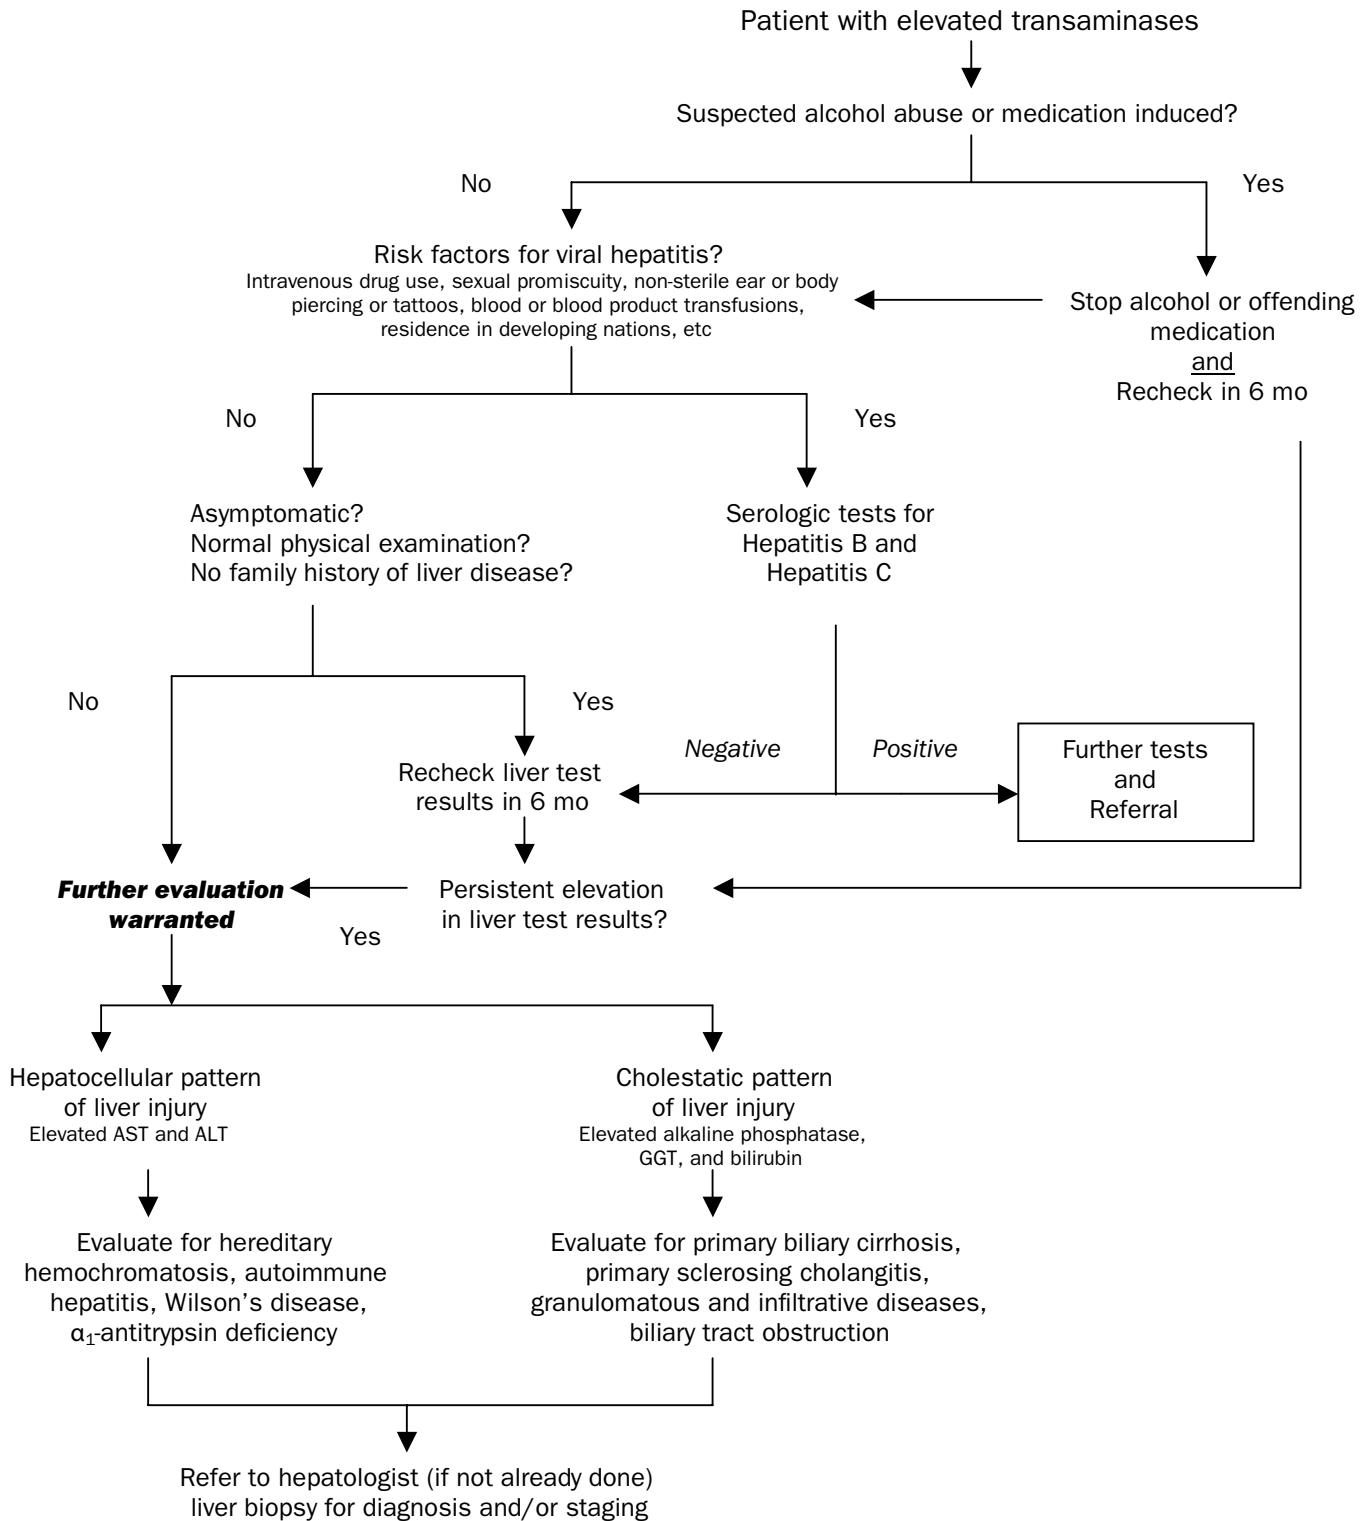 Patient with elevated transaminases
Suspected alcohol abuse or medication induced?
No
Yes
Risk factors for viral hepatitis?
Intravenous drug use, sexual promiscuity, non-sterile ear or body
piercing or tattoos, blood or blood product transfusions,
residence in developing nations, etc
Stop alcohol or offending
medication
and
Recheck in 6 mo
No
Yes
Asymptomatic?
Normal physical examination?
No family history of liver disease?
Serologic tests for
Hepatitis B and
Hepatitis C
No
Yes
Negative
Positive
Further tests
and
Referral
Recheck liver test
results in 6 mo
Further evaluation
warranted
Yes
Persistent elevation
in liver test results?
Hepatocellular pattern
of liver injury
Elevated AST and ALT
Cholestatic pattern
of liver injury
Elevated alkaline phosphatase,
GGT, and bilirubin
Evaluate for hereditary
hemochromatosis, autoimmune
hepatitis, Wilson’s disease,
α₁-antitrypsin deficiency
Evaluate for primary biliary cirrhosis,
primary sclerosing cholangitis,
granulomatous and infiltrative diseases,
biliary tract obstruction
Refer to hepatologist (if not already done)
liver biopsy for diagnosis and/or staging